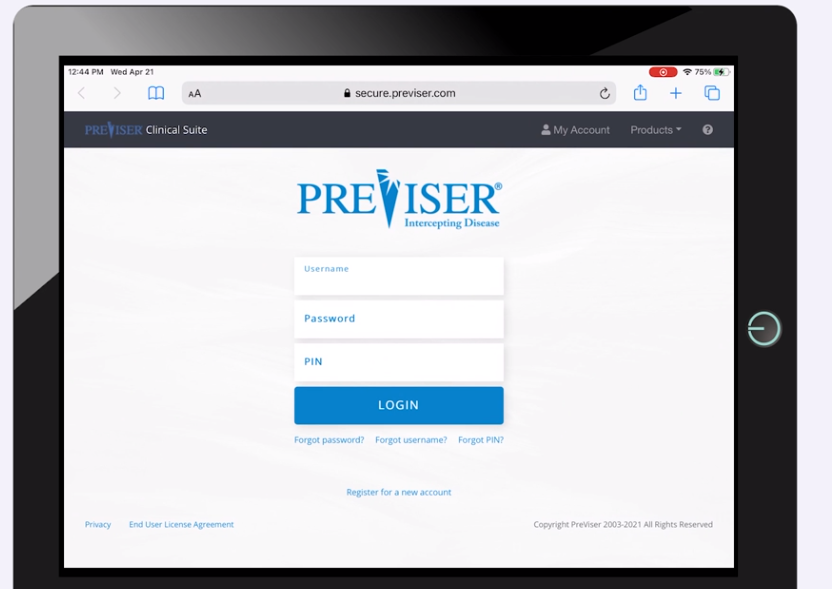 12:44 PM Wed Apr 21
75%
AA
secure.previser.com
PREVISER Clinical Suite
My Account
Products
?
PREVISER®
Intercepting Disease
Username
Password
PIN
LOGIN
Forgot password? Forgot username? Forgot PIN?
Register for a new account
Privacy End User License Agreement
Copyright PreViser 2003-2021 All Rights Reserved